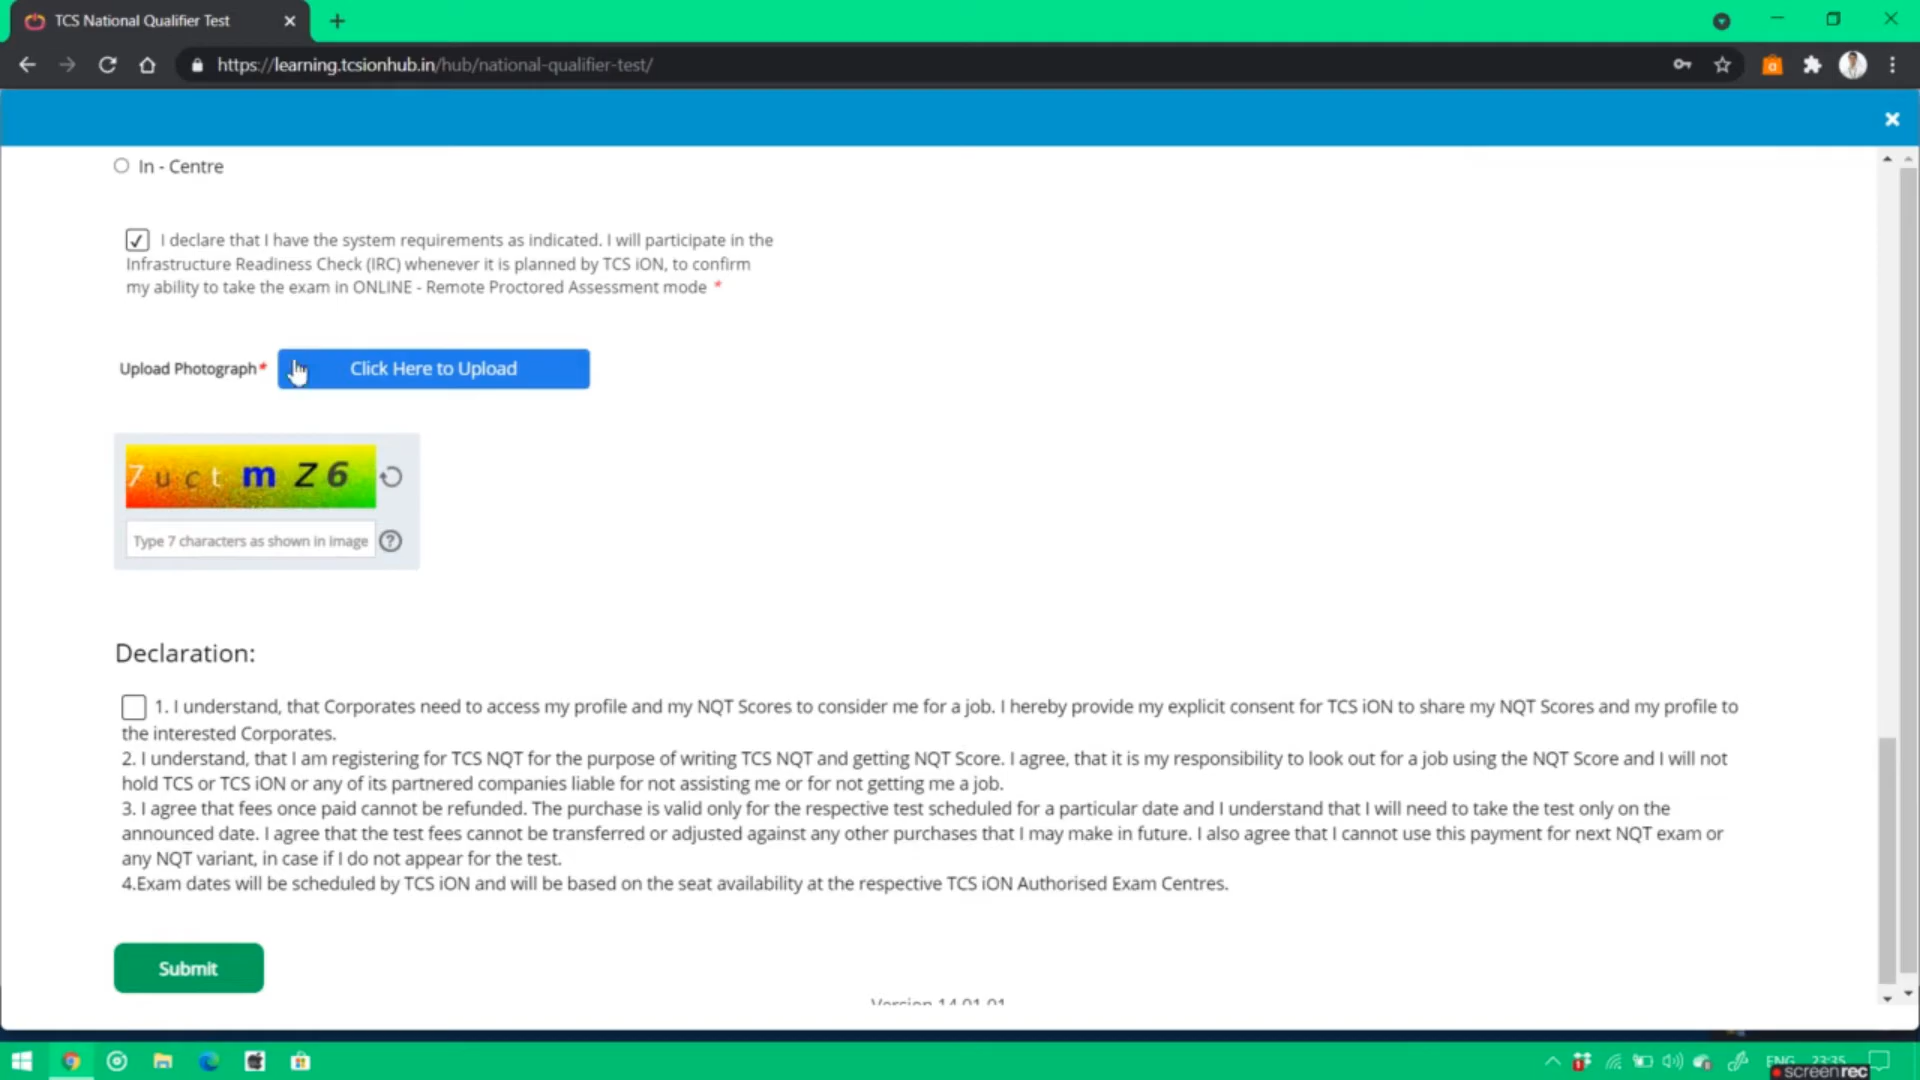 TCS National Qualifier Test
https://learning.tcsionhub.in/hub/national-qualifier-test/
In - Centre
I declare that I have the system requirements as indicated. I will participate in the
Infrastructure Readiness Check (IRC) whenever it is planned by TCS iON, to confirm
my ability to take the exam in ONLINE - Remote Proctored Assessment mode *
Upload Photograph* Click Here to Upload
7 u c t m Z 6
Type 7 characters as shown in image
Declaration:
1. I understand, that Corporates need to access my profile and my NQT Scores to consider me for a job. I hereby provide my explicit consent for TCS iON to share my NQT Scores and my profile to
the interested Corporates.
2. I understand, that I am registering for TCS NQT for the purpose of writing TCS NQT and getting NQT Score. I agree, that it is my responsibility to look out for a job using the NQT Score and I will not
hold TCS or TCS iON or any of its partnered companies liable for not assisting me or for not getting me a job.
3. I agree that fees once paid cannot be refunded. The purchase is valid only for the respective test scheduled for a particular date and I understand that I will need to take the test only on the
announced date. I agree that the test fees cannot be transferred or adjusted against any other purchases that I may make in future. I also agree that I cannot use this payment for next NQT exam or
any NQT variant, in case if I do not appear for the test.
4.Exam dates will be scheduled by TCS iON and will be based on the seat availability at the respective TCS iON Authorised Exam Centres.
Submit
Version 14.01.01
ENG 23:35
screenrec